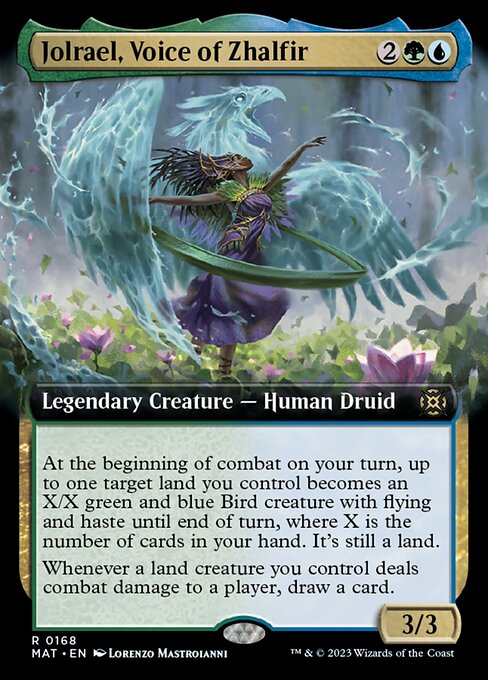 Jolrael, Voice of Zhalfir 2
Legendary Creature — Human Druid
At the beginning of combat on your turn, up
to one target land you control becomes an
X/X green and blue Bird creature with flying
and haste until end of turn, where X is the
number of cards in your hand. It's still a land.
Whenever a land creature you control deals
combat damage to a player, draw a card.
3/3
R 0168
MAT • EN Lorenzo Mastroianni
™ & © 2023 Wizards of the Coast